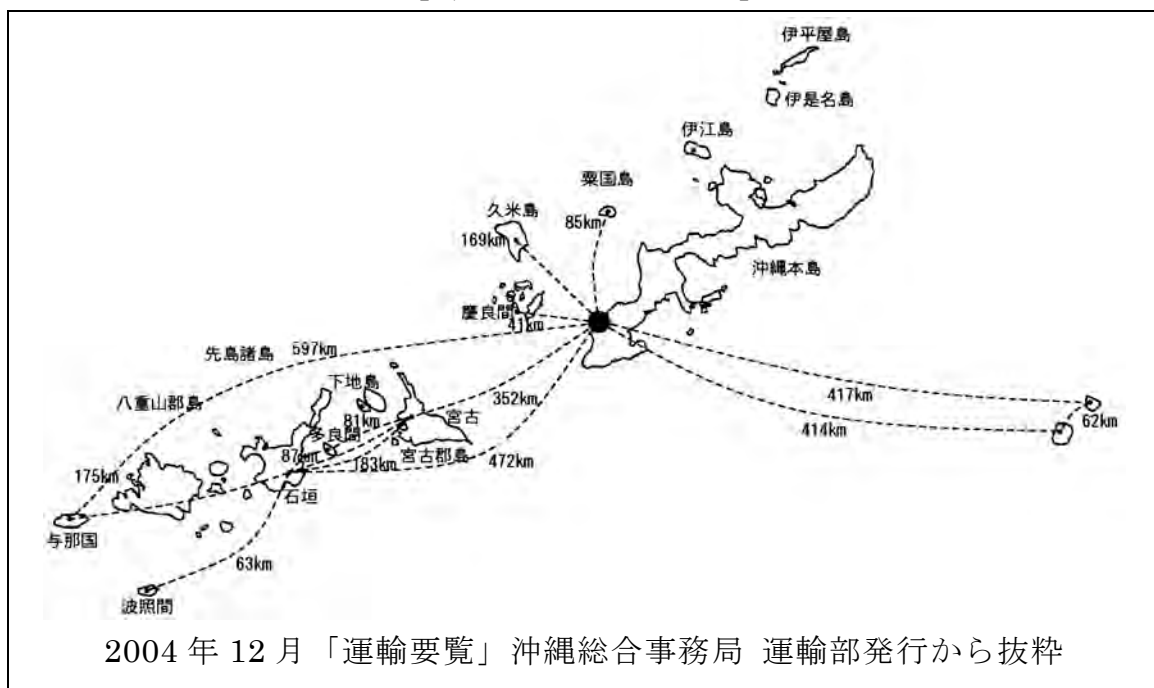 伊平屋島
伊是名島
伊江島
粟国島
久米島
85km
169km
沖縄本島
慶良間
41km
先島諸島
597km
下地島
八重山郡島
352km
417km
81km
宮古
62km
多良間
414km
87km
宮古郡島
183km
472km
175km
石垣
与那国
63km
波照間
2004 年 12 月「運輸要覧」沖縄総合事務局 運輸部発行から抜粋